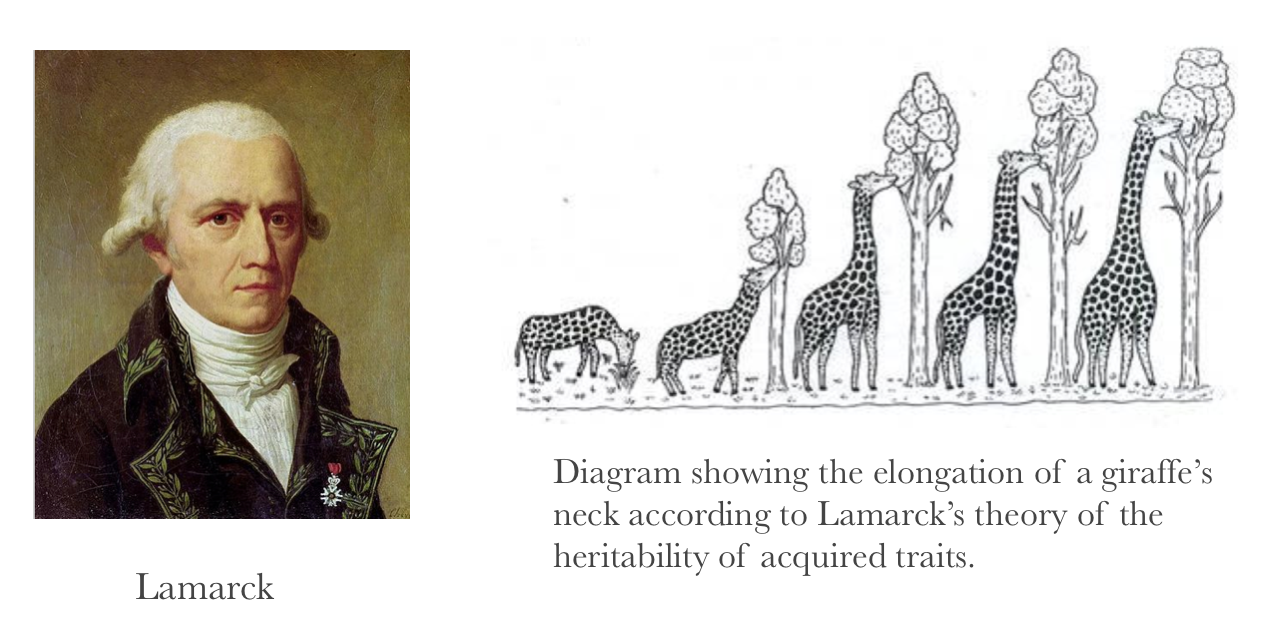 Diagram showing the elongation of a giraffe’s
neck according to Lamarck’s theory of the
heritability of acquired traits.
Lamarck